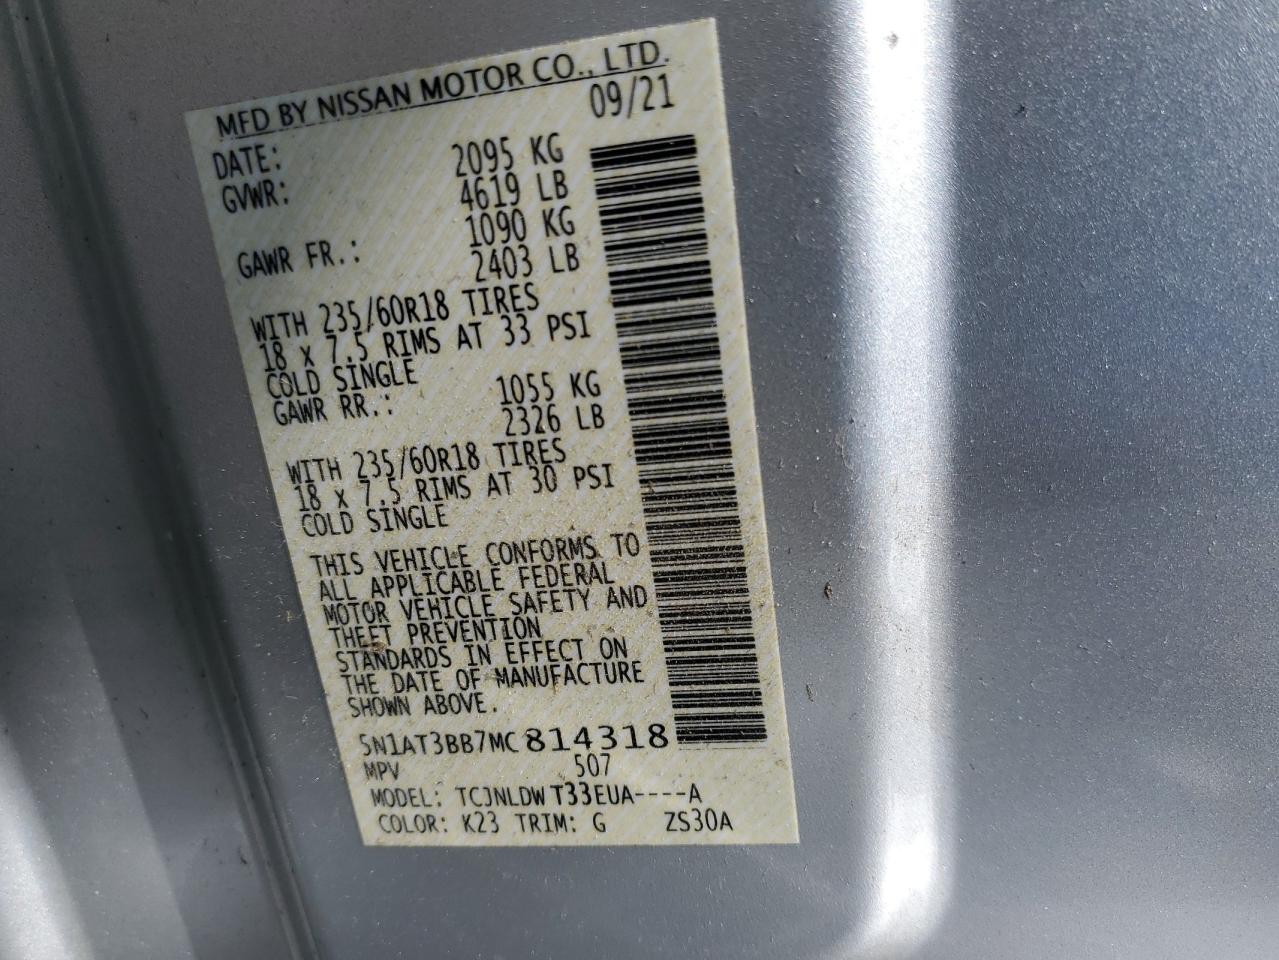 MFD BY NISSAN MOTOR CO., LTD.
DATE: 09/21
GVWR: 2095 KG
4619 LB
GAWR FR.: 1090 KG
2403 LB
WITH 235/60R18 TIRES
18 x 7.5 RIMS AT 33 PSI
COLD SINGLE
GAWR RR.: 1055 KG
2326 LB
WITH 235/60R18 TIRES
18 x 7.5 RIMS AT 30 PSI
COLD SINGLE
THIS VEHICLE CONFORMS TO
ALL APPLICABLE FEDERAL
MOTOR VEHICLE SAFETY AND
THEFT PREVENTION
STANDARDS IN EFFECT ON
THE DATE OF MANUFACTURE
SHOWN ABOVE.
5N1AT3BB7MC814318
MPV 507
MODEL: TCJNLDW T33EUA----A
COLOR: K23 TRIM: G ZS30A